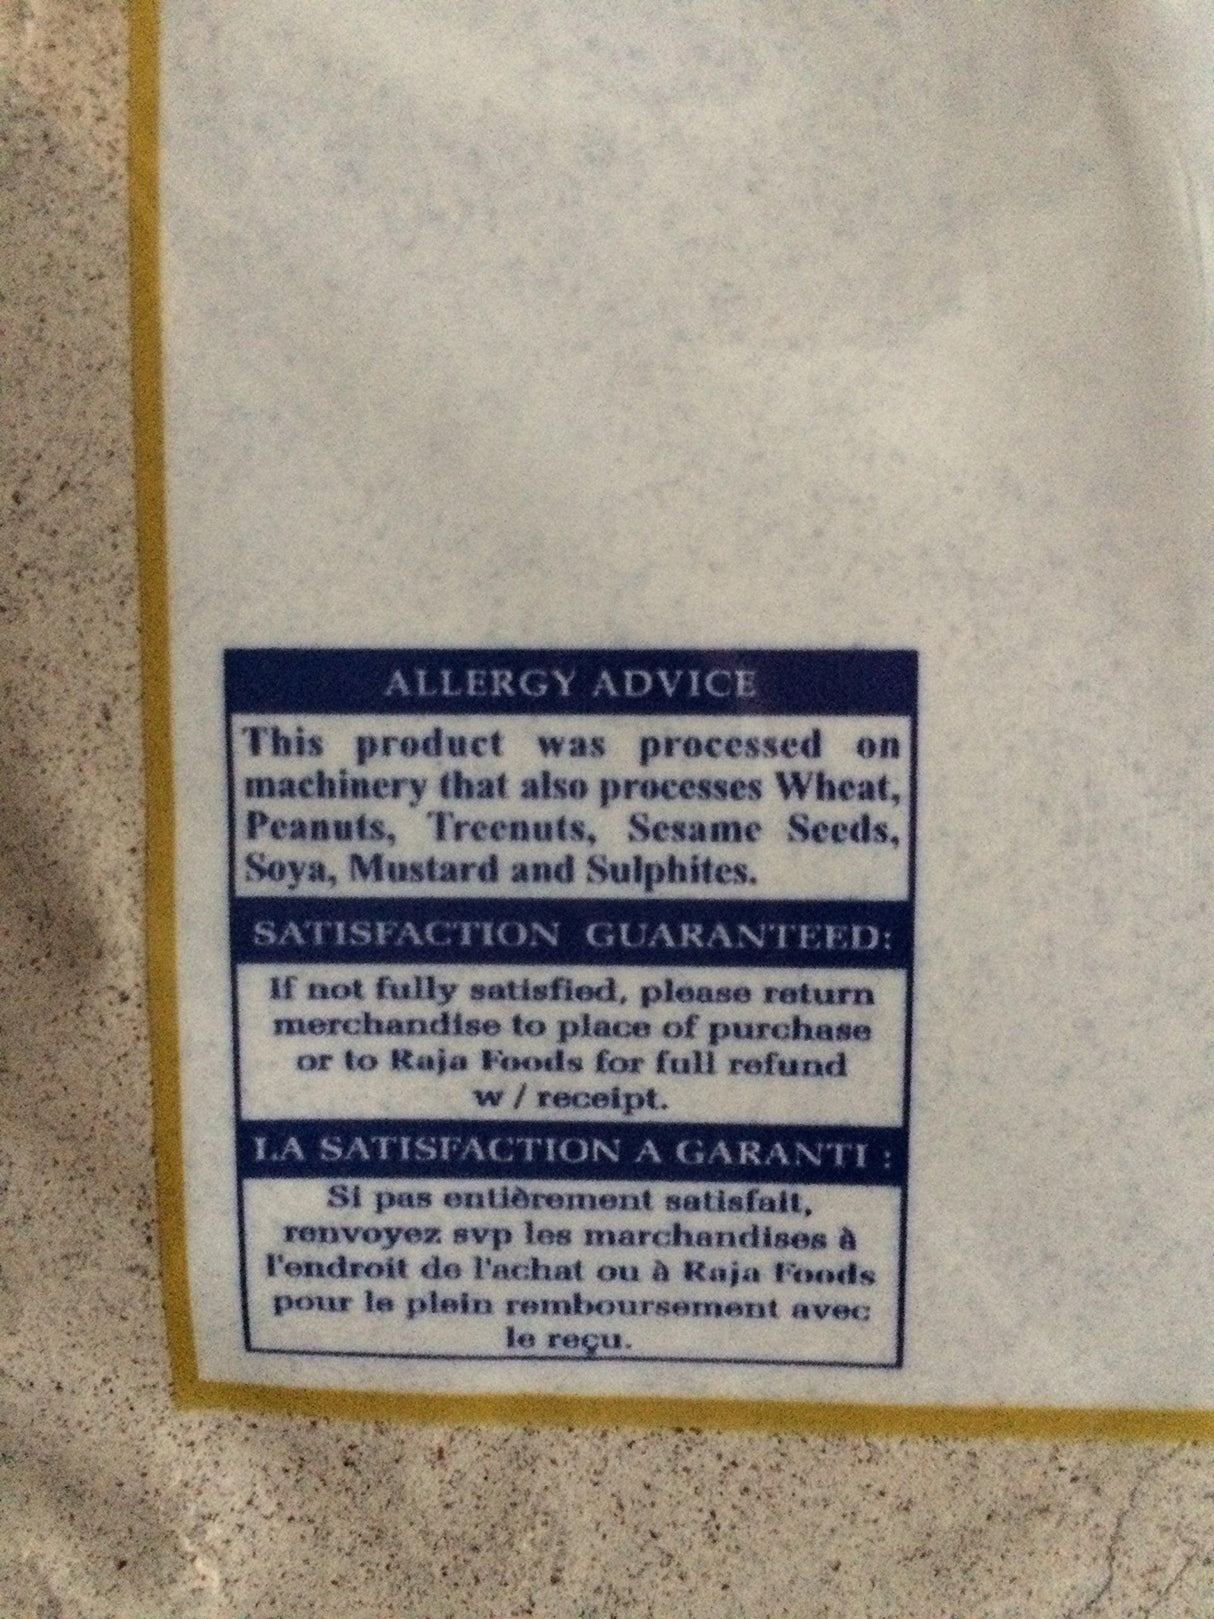 ALLERGY ADVICE
This product was processed on
machinery that also processes Wheat,
Peanuts, Treenuts, Sesame Seeds,
Soya, Mustard and Sulphites.
SATISFACTION GUARANTEED:
If not fully satisfied, please return
merchandise to place of purchase
or to Raja Foods for full refund
w / receipt.
LA SATISFACTION A GARANTI :
Si pas entièrement satisfait,
renvoyez svp les marchandises à
l'endroit de l'achat ou à Raja Foods
pour le plein remboursement avec
le reçu.